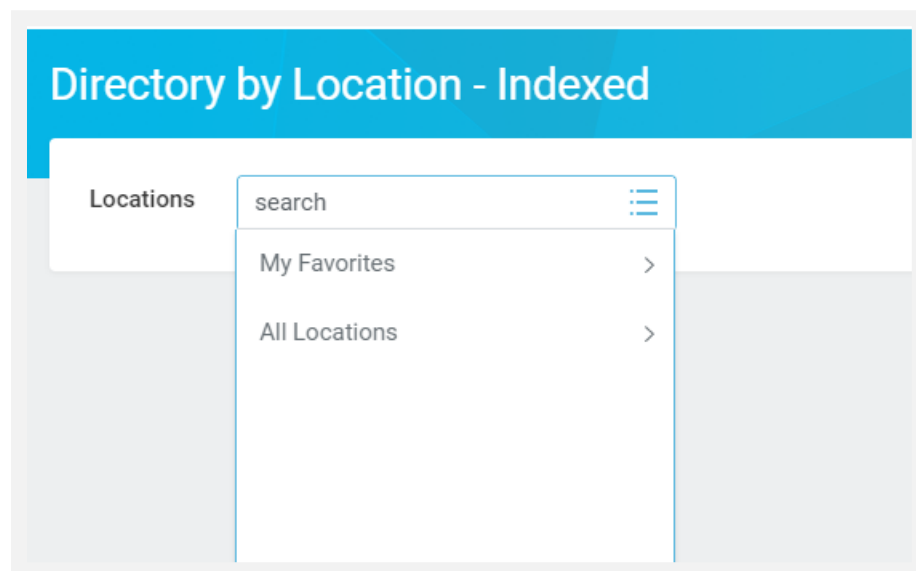 Directory by Location - Indexed
Locations
search
My Favorites
All Locations